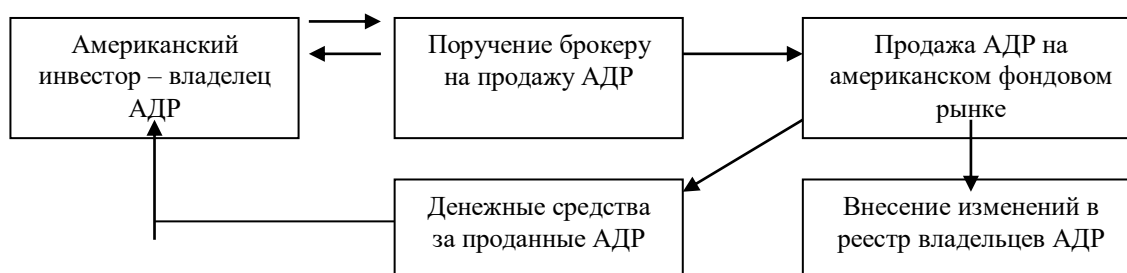 Американский
инвестор – владелец
АДР
Поручение брокеру
на продажу АДР
Продажа АДР на
американском фондовом
рынке
Денежные средства
за проданные АДР
Внесение изменений в
реестр владельцев АДР